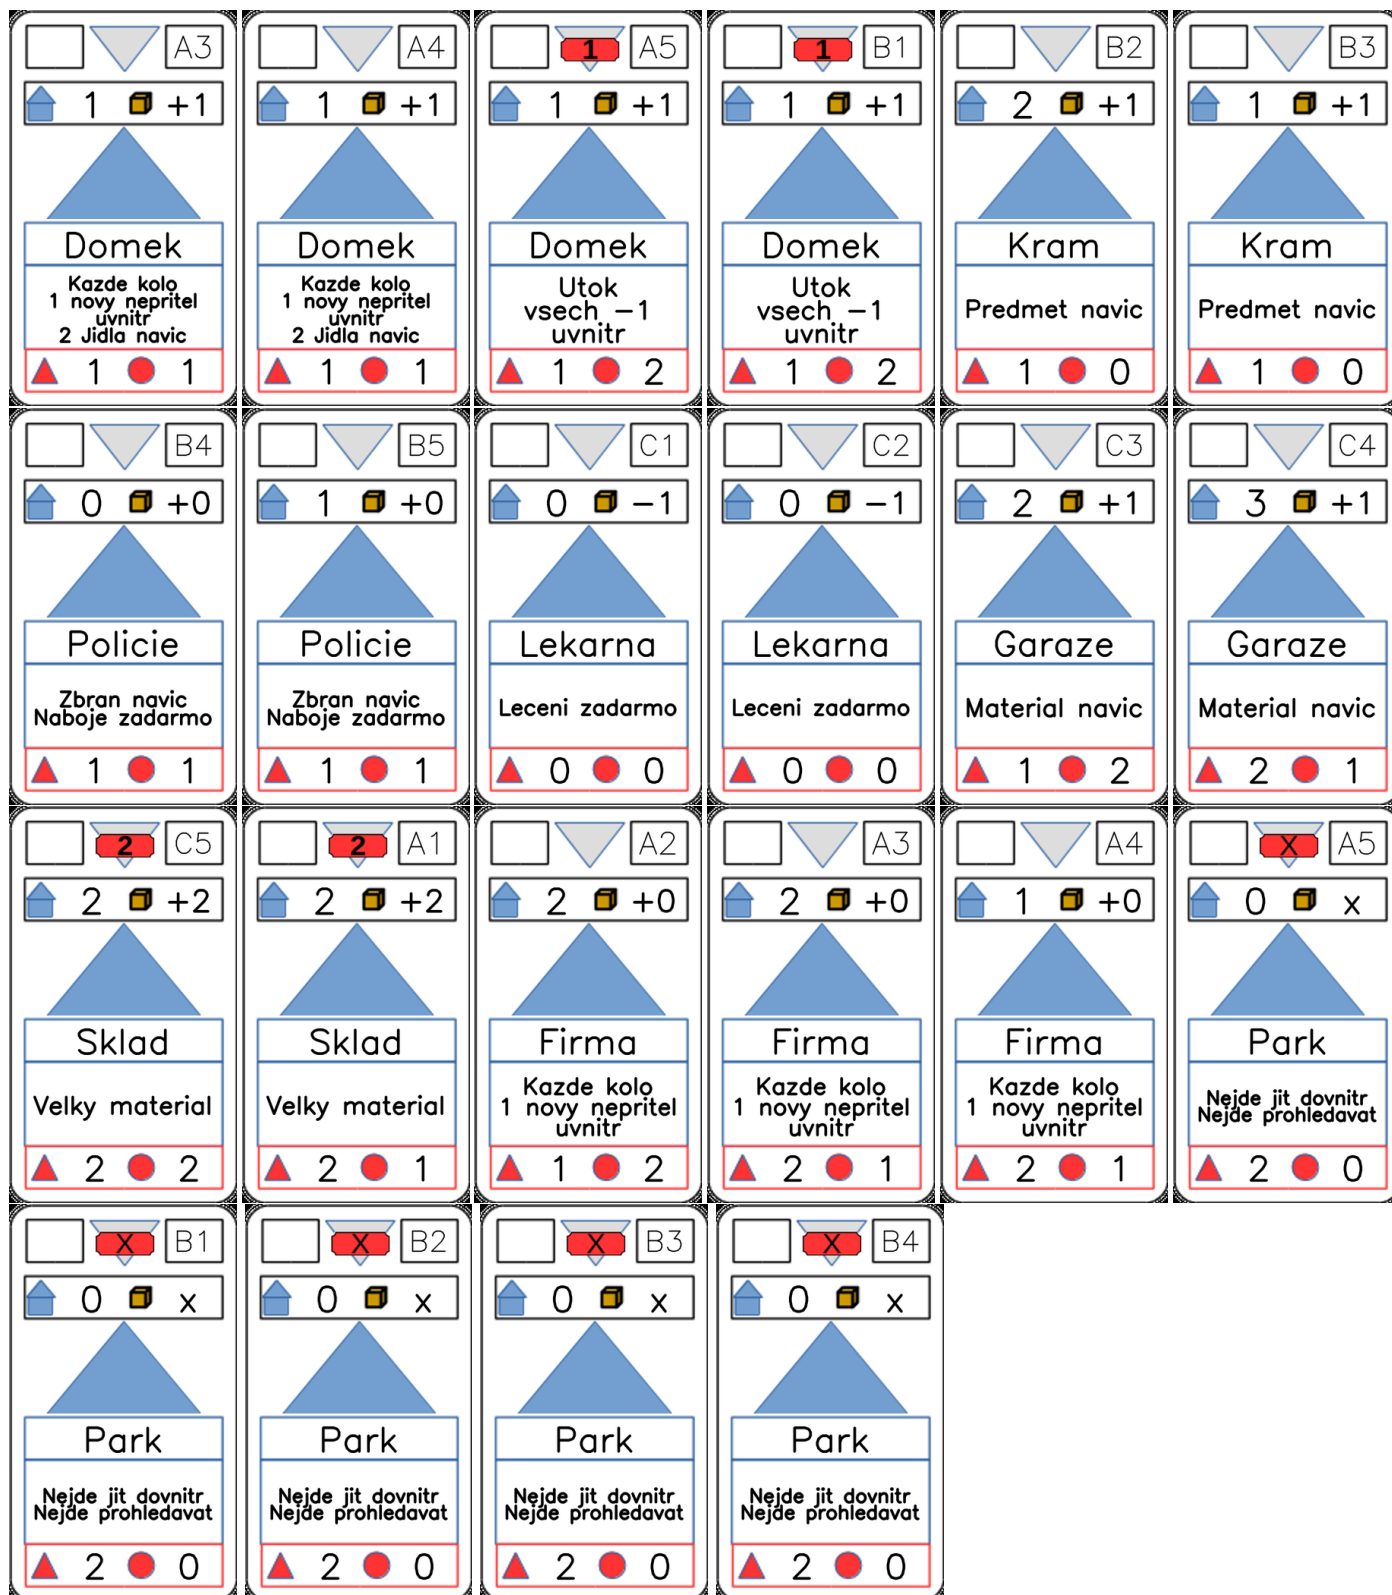 A3
1 +1
Domek
Kazde kolo
1 novy nepritel
uvnitr
2 Jidla navic
1 1
A4
1 +1
Domek
Kazde kolo
1 novy nepritel
uvnitr
2 Jidla navic
1 1
1 A5
1 +1
Domek
Utok
vsech -1
uvnitr
1 2
1 B1
1 +1
Domek
Utok
vsech -1
uvnitr
1 2
B2
2 +1
Kram
Predmet navic
1 0
B3
1 +1
Kram
Predmet navic
1 0
B4
0 +0
Policie
Zbran navic
Naboje zadarmo
1 1
B5
1 +0
Policie
Zbran navic
Naboje zadarmo
1 1
C1
0 -1
Lekarna
Leceni zadarmo
0 0
C2
0 -1
Lekarna
Leceni zadarmo
0 0
C3
2 +1
Garaze
Material navic
1 2
C4
3 +1
Garaze
Material navic
2 1
2 C5
2 +2
Sklad
Velky material
2 2
2 A1
2 +2
Sklad
Velky material
2 1
A2
2 +0
Firma
Kazde kolo
1 novy nepritel
uvnitr
1 2
A3
2 +0
Firma
Kazde kolo
1 novy nepritel
uvnitr
2 1
A4
1 +0
Firma
Kazde kolo
1 novy nepritel
uvnitr
2 1
X A5
0 x
Park
Nejde jit dovnitr
Nejde prohledavat
2 0
X B1
0 x
Park
Nejde jit dovnitr
Nejde prohledavat
2 0
X B2
0 x
Park
Nejde jit dovnitr
Nejde prohledavat
2 0
X B3
0 x
Park
Nejde jit dovnitr
Nejde prohledavat
2 0
X B4
0 x
Park
Nejde jit dovnitr
Nejde prohledavat
2 0